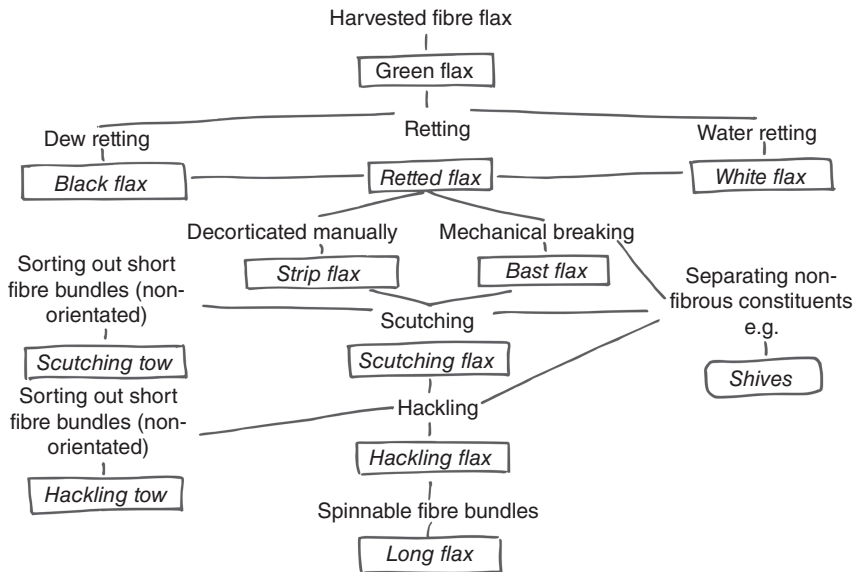 Harvested fibre flax
Green flax
Retting
Dew retting
Water retting
Black flax
Retted flax
White flax
Decorticated manually
Mechanical breaking
Strip flax
Bast flax
Sorting out short
fibre bundles (non-
orientated)
Separating non-
fibrous constituents
e.g.
Scutching
Scutching tow
Scutching flax
Shives
Sorting out short
fibre bundles (non-
orientated)
Hackling
Hackling flax
Hackling tow
Spinnable fibre bundles
Long flax